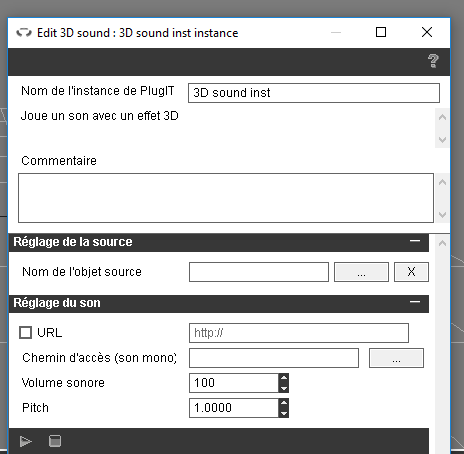 Edit 3D sound : 3D sound inst instance
?
Nom de l'instance de PlugIT 3D sound inst
Joue un son avec un effet 3D
Commentaire
Réglage de la source
Nom de l'objet source ... X
Réglage du son
URL http://
Chemin d'accès (son mono) ...
Volume sonore 100
Pitch 1.0000